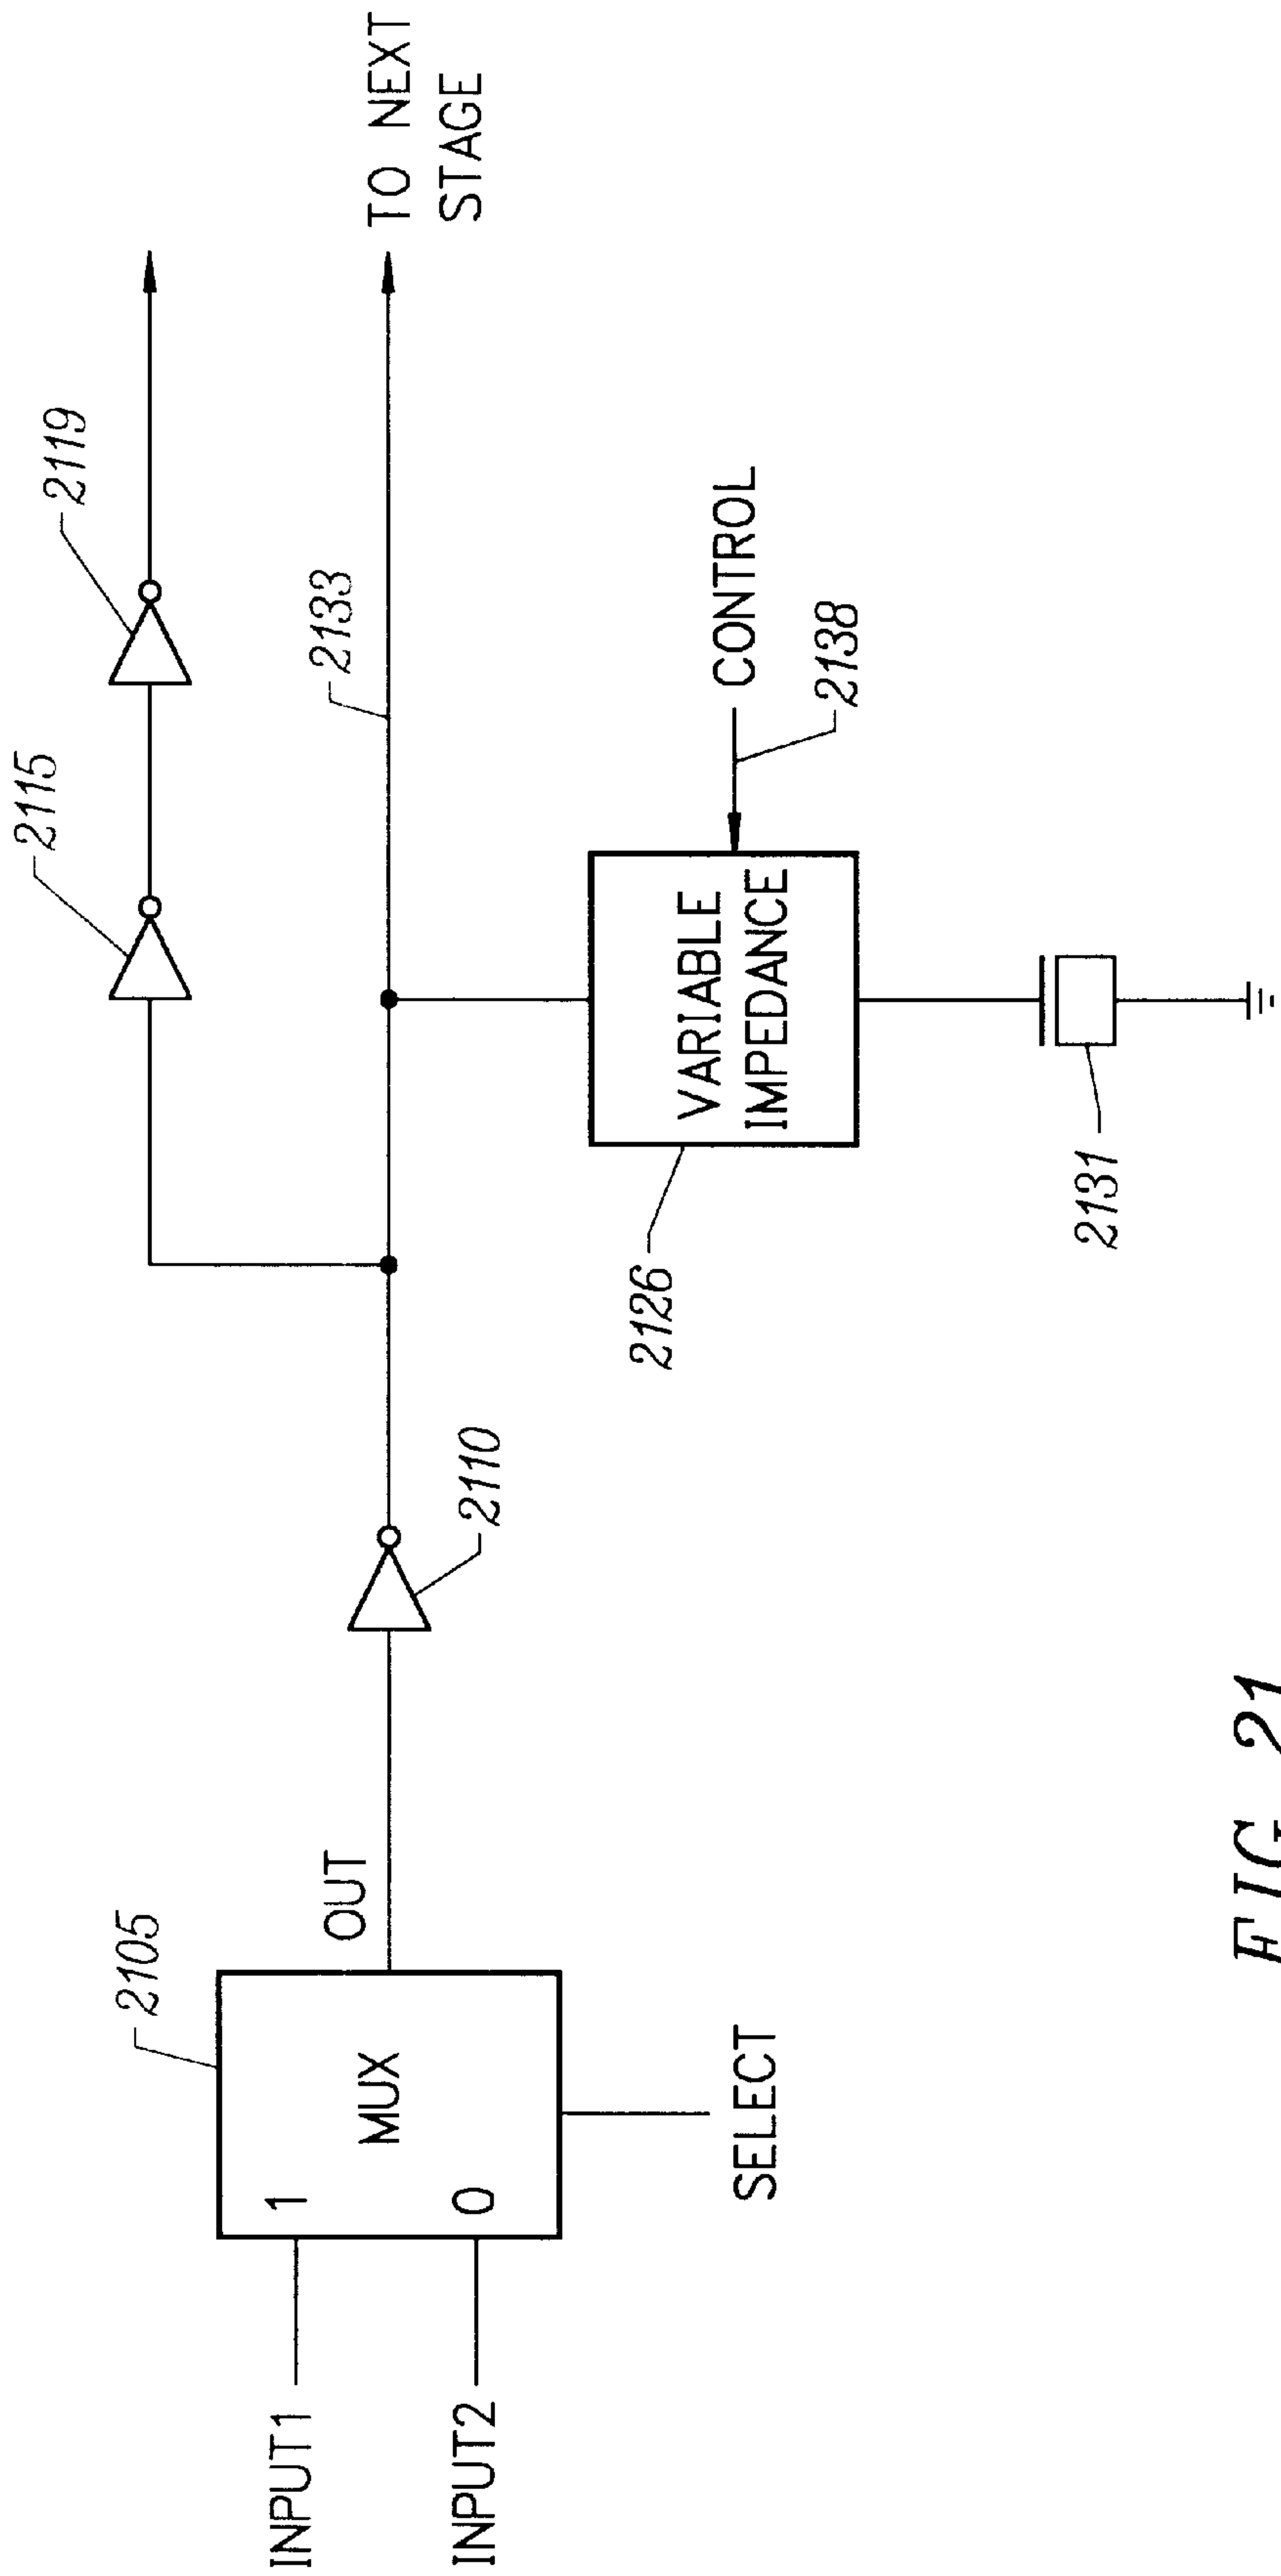 2115
2119
2105
OUT
2133
TO NEXT
STAGE
INPUT1
1
MUX
INPUT2
0
2110
SELECT
2126
VARIABLE
IMPEDANCE
CONTROL
2138
2131
FIG. 21